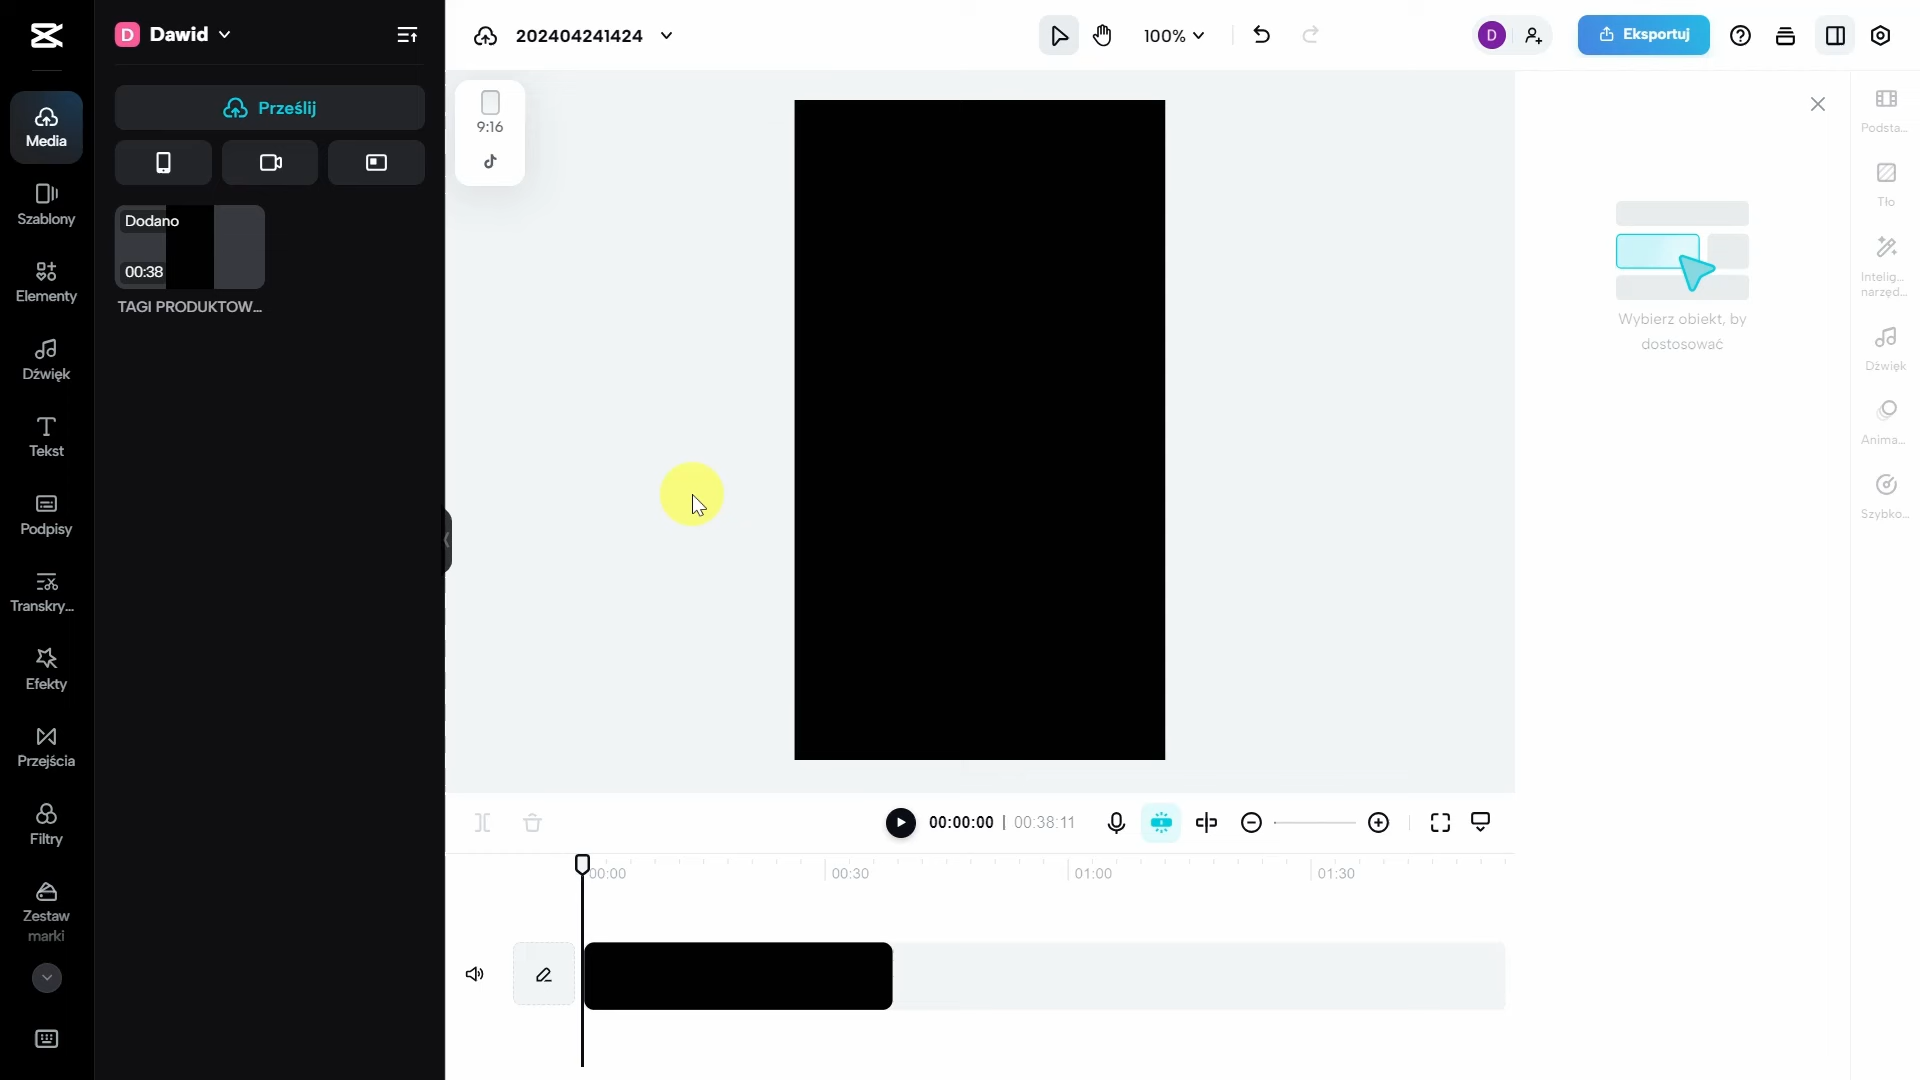 D Dawid
202404241424
100%
D
Eksportuj
Media
Prześlij
9:16
Podsta...
Szablony
Dodano
00:38
TAGI PRODUKTOW...
Tło
Elementy
Intelig...
narzęd...
Wybierz obiekt, by
dostosować
Dźwięk
Dźwięk
Tekst
Anima...
Podpisy
Szybko...
Transkry...
Efekty
Przejścia
Filtry
00:00:00 | 00:38:11
00:00
00:30
01:00
01:30
Zestaw
marki